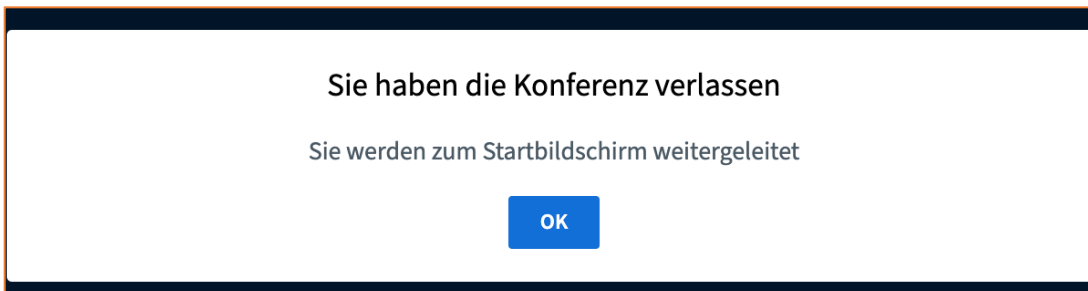 Sie haben die Konferenz verlassen
Sie werden zum Startbildschirm weitergeleitet
OK